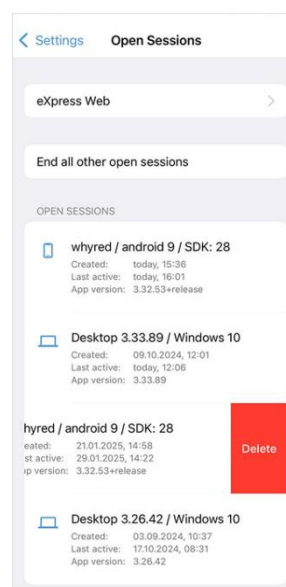 Settings Open Sessions
eXpress Web
End all other open sessions
OPEN SESSIONS
whyred / android 9 / SDK: 28
Created: today, 15:36
Last active: today, 16:01
App version: 3.32.53+release
Desktop 3.33.89 / Windows 10
Created: 09.10.2024, 12:01
Last active: today, 12:06
App version: 3.33.89
hyred / android 9 / SDK: 28
eated: 21.01.2025, 14:58
st active: 29.01.2025, 14:22
p version: 3.32.53+release
Delete
Desktop 3.26.42 / Windows 10
Created: 03.09.2024, 10:37
Last active: 17.10.2024, 08:31
App version: 3.26.42